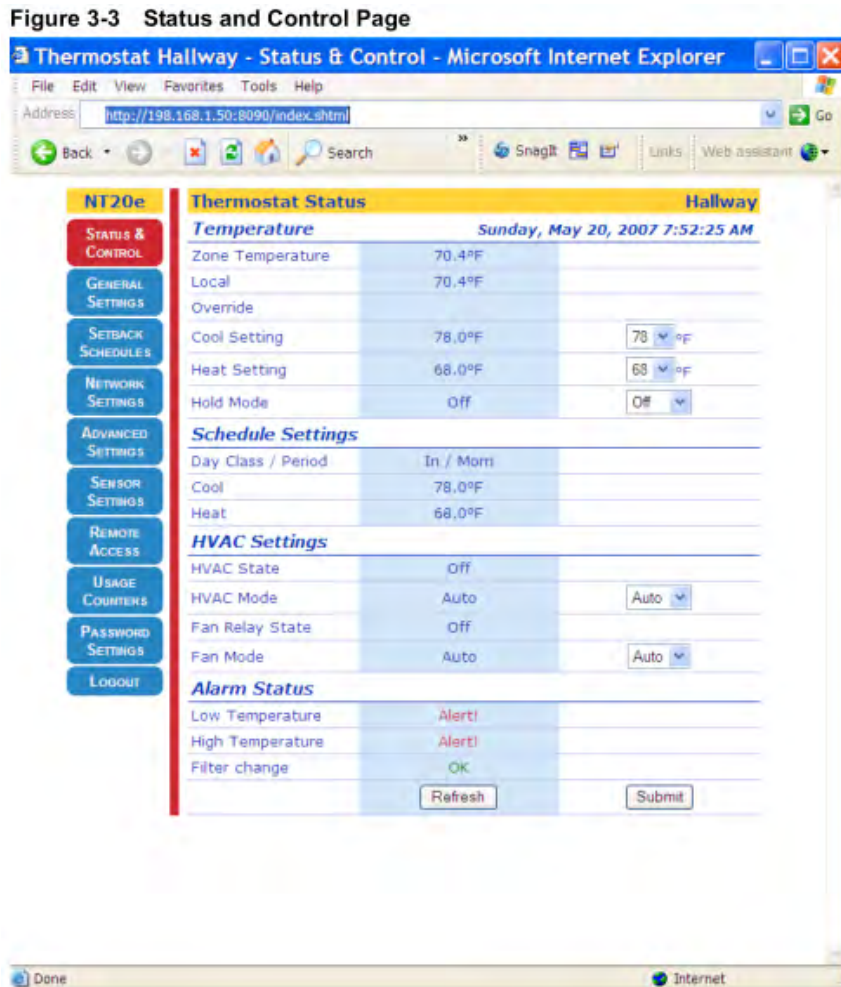 Figure 3-3 Status and Control Page
Thermostat Hallway - Status & Control - Microsoft Internet Explorer
File Edit View Favorites Tools Help
Address http://198.168.1.50:8090/index.shtml Go
Back Search » SnagIt Links Web assistant
NT20e
STATUS & CONTROL
GENERAL SETTINGS
SETBACK SCHEDULES
NETWORK SETTINGS
ADVANCED SETTINGS
SENSOR SETTINGS
REMOTE ACCESS
USAGE COUNTERS
PASSWORD SETTINGS
LOGOUT
Thermostat Status Hallway
Temperature Sunday, May 20, 2007 7:52:25 AM
Zone Temperature 70.4°F
Local 70.4°F
Override
Cool Setting 78.0°F 78 °F
Heat Setting 68.0°F 68 °F
Hold Mode Off Off
Schedule Settings
Day Class / Period In / Morn
Cool 78.0°F
Heat 68.0°F
HVAC Settings
HVAC State Off
HVAC Mode Auto Auto
Fan Relay State Off
Fan Mode Auto Auto
Alarm Status
Low Temperature Alert!
High Temperature Alert!
Filter change OK
Refresh Submit
Done Internet